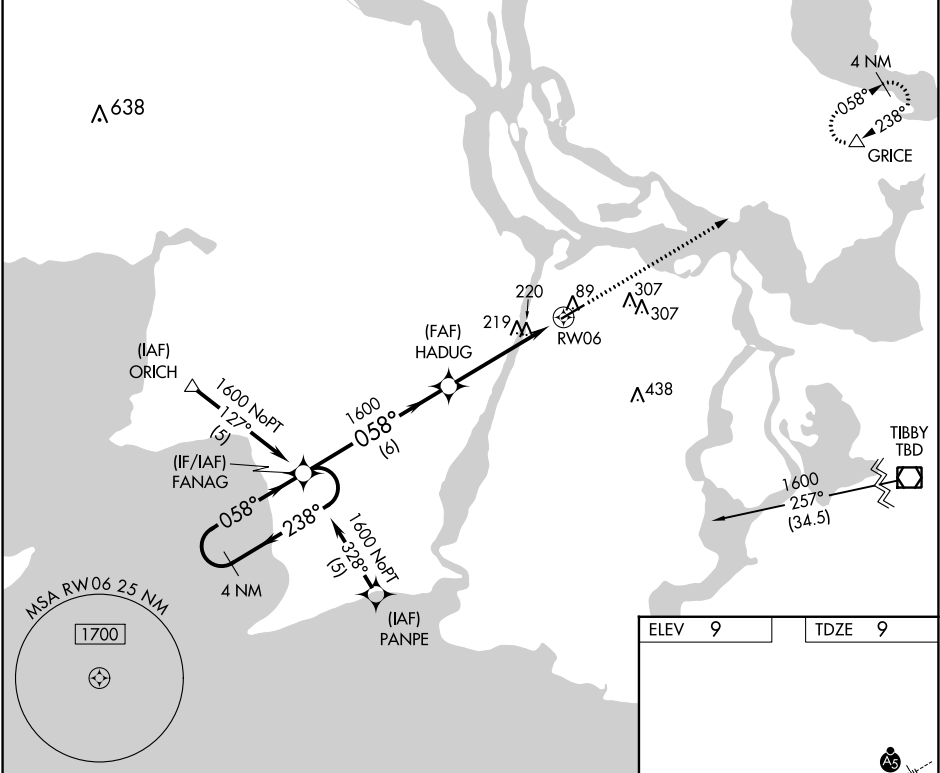 638
4 NM
058°
238°
GRICE
220
89
219
307
307
RW06
(FAF)
HADUG
(IAF)
ORICH
1600 NoPT
127°
(5)
1600
058°
(6)
438
(IF/IAF)
FANAG
TIBBY
TBD
1600
257°
(34.5)
058°
238°
4 NM
1600 NoPT
328°
(5)
(IAF)
PANPE
MSA RW06 25 NM
1700
ELEV 9
TDZE 9
A5